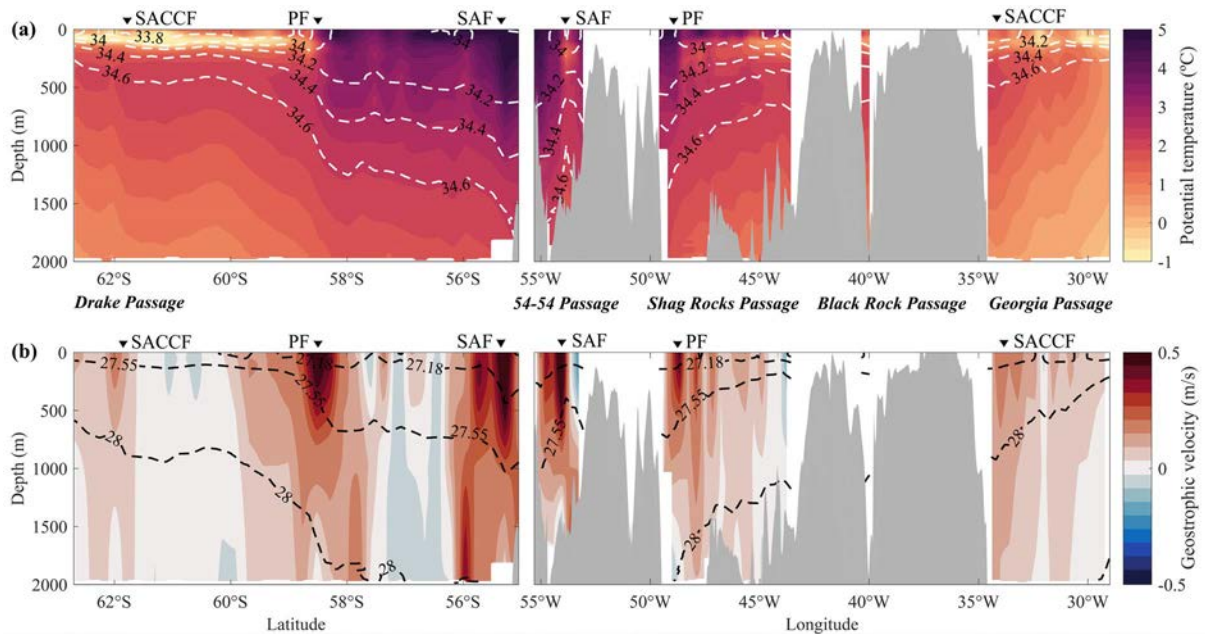 (a) ▼ SACCF PF ▼ SAF ▼ ▼ SAF ▼ PF ▼ SACCF
0 500 1000 1500 2000
Depth (m)
34 33.8 34.4 34.6 34 34.2 34.4 34.6 34 34.2 34.4 34.6
34 34.2 34.4 34.6
34 34.2 34.4 34.6
34.2 34.4 34.6
5 4 3 2 1 0 -1
Potential temperature (ºC)
62°S 60°S 58°S 56°S 55°W 50°W 45°W 40°W 35°W 30°W
Drake Passage 54-54 Passage Shag Rocks Passage Black Rock Passage Georgia Passage
(b) ▼ SACCF PF ▼ SAF ▼ ▼ SAF ▼ PF ▼ SACCF
0 500 1000 1500 2000
Depth (m)
27.55 28 27.18 27.55 28 27.18 27.55 28
27.55
27.18 27.55 28
28
0.5 0 -0.5
Geostrophic velocity (m/s)
62°S 60°S 58°S 56°S 55°W 50°W 45°W 40°W 35°W 30°W
Latitude Longitude